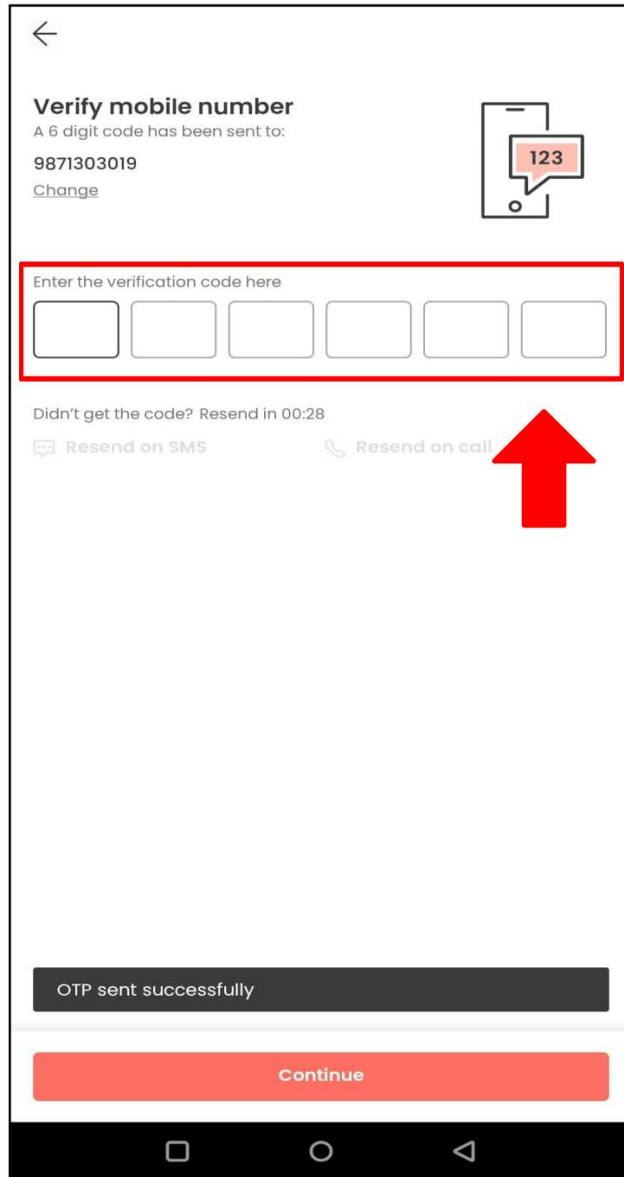 Verify mobile number
A 6 digit code has been sent to:
9871303019
Change
123
Enter the verification code here
Didn't get the code? Resend in 00:28
Resend on SMS
Resend on call
OTP sent successfully
Continue